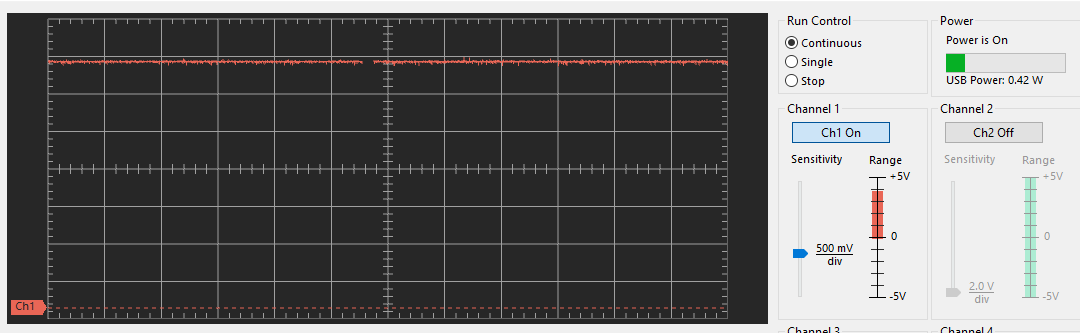 Run Control
Continuous
Single
Stop
Power
Power is On
USB Power: 0.42 W
Channel 1
Ch1 On
Sensitivity
Range
+5V
0
-5V
500 mV
div
Channel 2
Ch2 Off
Sensitivity
Range
+5V
0
-5V
2.0 V
div
Ch1
Channel 3
Channel 4